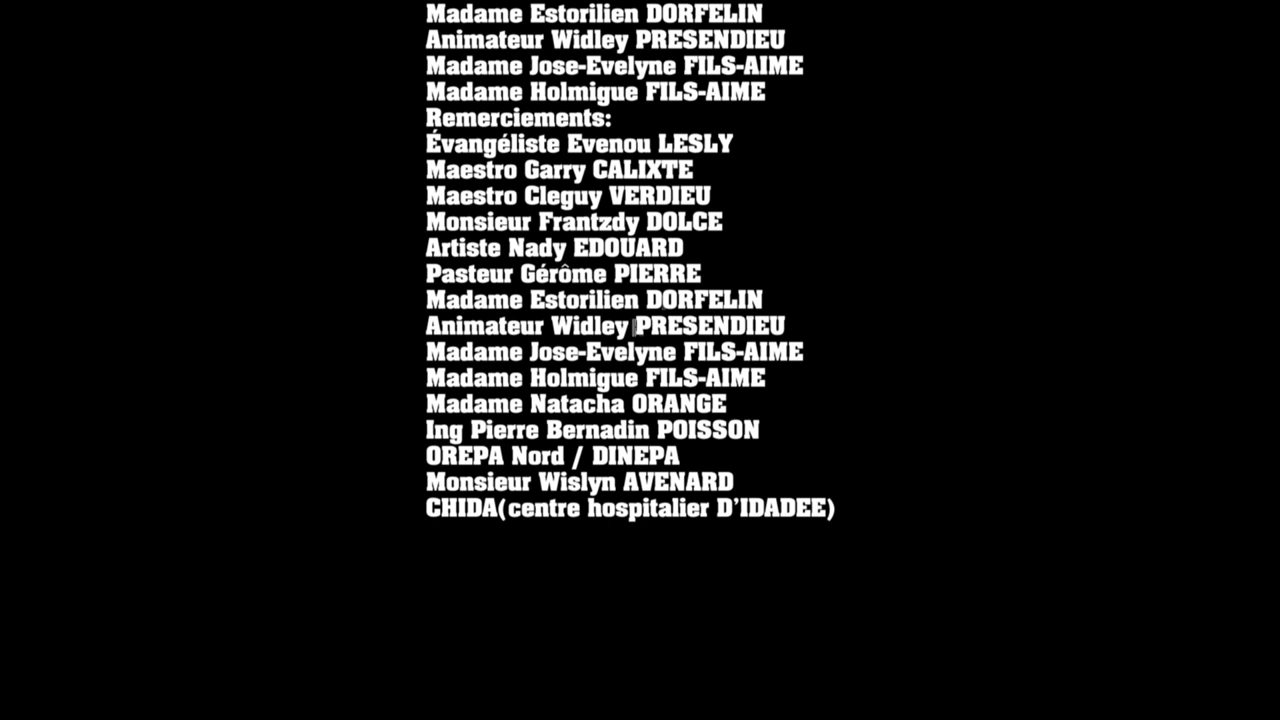 Madame Estorilien DORFELIN
Animateur Widley PRESENDIEU
Madame Jose-Evelyne FILS-AIME
Madame Holmigue FILS-AIME
Remerciements:
Évangéliste Evenou LESLY
Maestro Garry CALIXTE
Maestro Cleguy VERDIEU
Monsieur Frantzdy DOLCE
Artiste Nady EDOUARD
Pasteur Gérôme PIERRE
Madame Estorilien DORFELIN
Animateur Widley PRESENDIEU
Madame Jose-Evelyne FILS-AIME
Madame Holmigue FILS-AIME
Madame Natacha ORANGE
Ing Pierre Bernadin POISSON
OREPA Nord / DINEPA
Monsieur Wislyn AVENARD
CHIDA(centre hospitalier D’IDADEE)